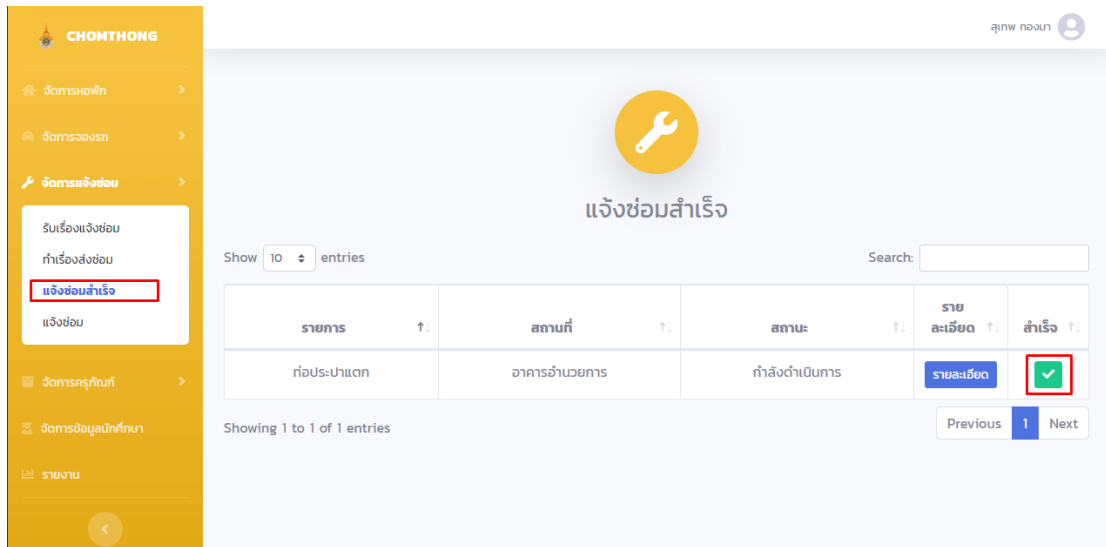 CHOMTHONG
สุเทพ ทองมา
จัดการหอพัก
จัดการจองรถ
จัดการแจ้งซ่อม
รับเรื่องแจ้งซ่อม
ทำเรื่องส่งซ่อม
แจ้งซ่อมสำเร็จ
แจ้งซ่อม
จัดการครุภัณฑ์
จัดการข้อมูลนักศึกษา
รายงาน
แจ้งซ่อมสำเร็จ
Show 10 entries
Search:
รายการ สถานที่ สถานะ ราย
ละเอียด สำเร็จ
ท่อประปาแตก อาคารอำนวยการ กำลังดำเนินการ รายละเอียด
Showing 1 to 1 of 1 entries
Previous 1 Next